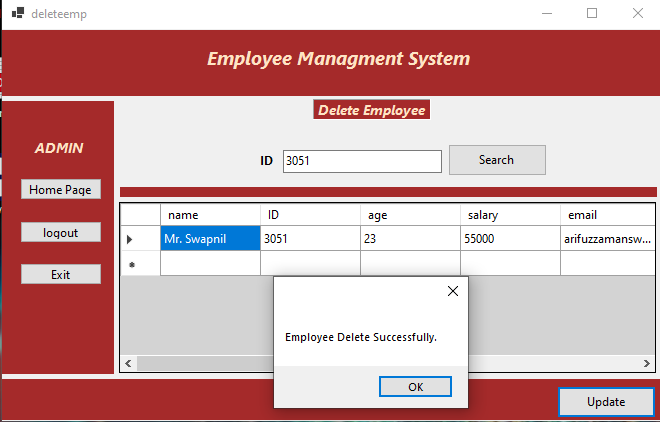 deleteemp
Employee Managment System
Delete Employee
ADMIN
ID 3051 Search
Home Page
logout
Exit
name ID age salary email
Mr. Swapnil 3051 23 55000 arifuzzamansw...
Employee Delete Successfully.
OK
Update